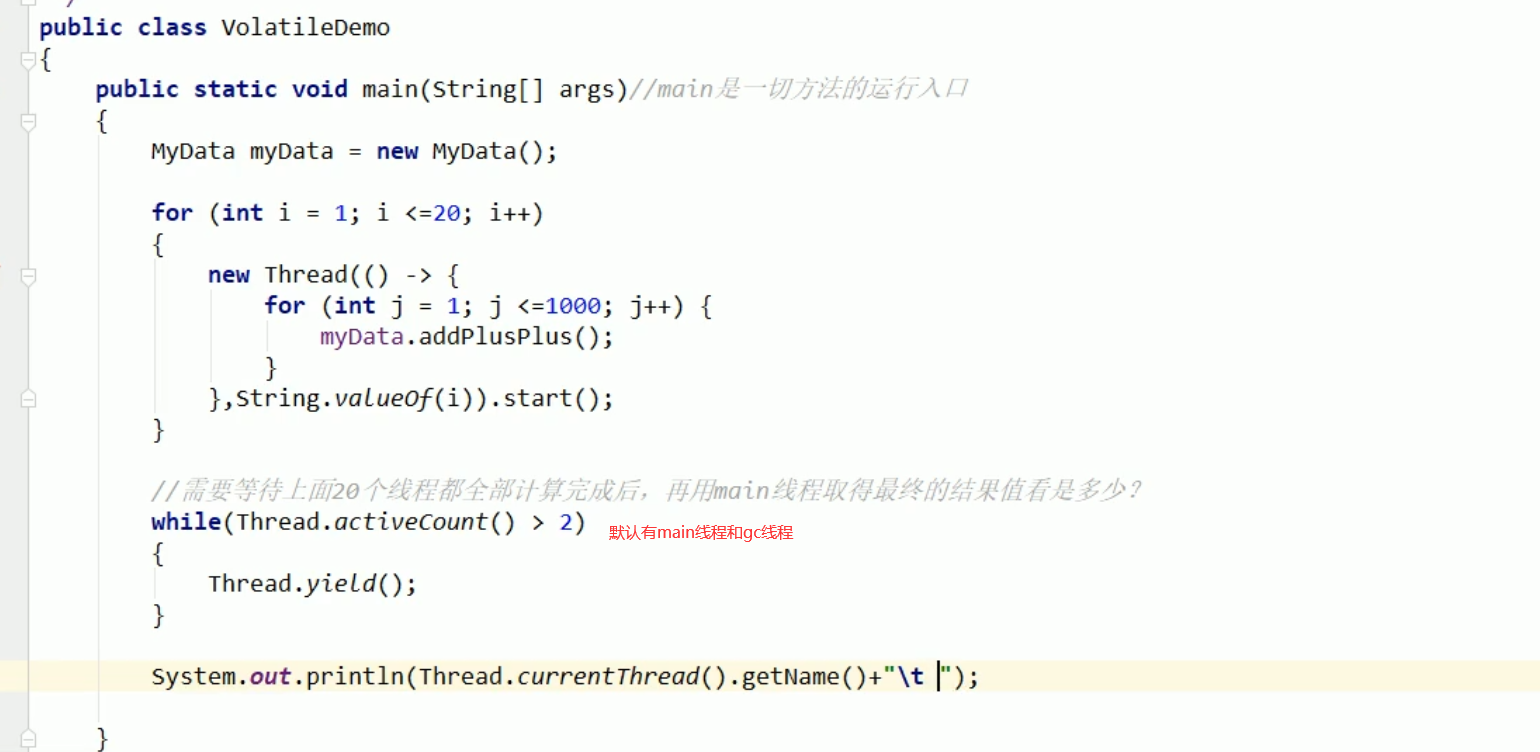 public class VolatileDemo
{
public static void main(String[] args)//main是一切方法的运行入口
{
MyData myData = new MyData();
for (int i = 1; i <=20; i++)
{
new Thread(() -> {
for (int j = 1; j <=1000; j++) {
myData.addPlusPlus();
}
},String.valueOf(i)).start();
}
//需要等待上面20个线程都全部计算完成后，再用main线程取得最终的结果值看是多少？
while(Thread.activeCount() > 2) 默认有main线程和gc线程
{
Thread.yield();
}
System.out.println(Thread.currentThread().getName()+"\t ");
}